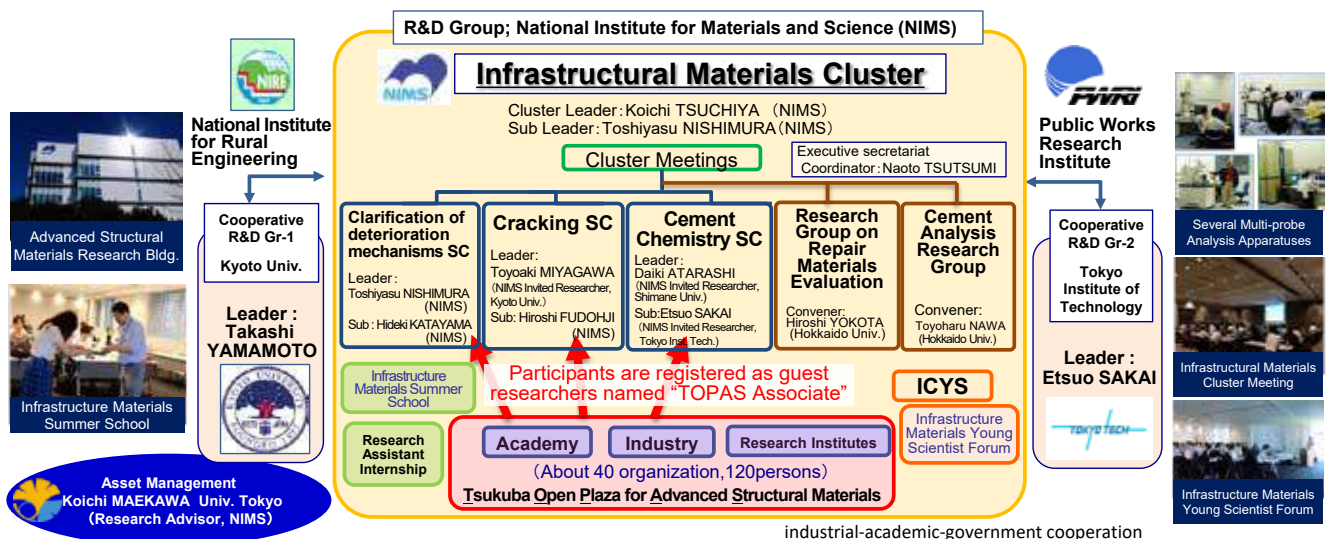 R&D Group; National Institute for Materials and Science (NIMS)
NIMS
Infrastructural Materials Cluster
Cluster Leader：Koichi TSUCHIYA （NIMS）
Sub Leader：Toshiyasu NISHIMURA（NIMS）
Cluster Meetings
Executive secretariat
Coordinator：Naoto TSUTSUMI
NIRE
National Institute
for Rural
Engineering
Cooperative
R&D Gr-1
Kyoto Univ.
Leader :
Takashi
YAMAMOTO
Advanced Structural
Materials Research Bldg.
Infrastructure Materials
Summer School
Asset Management
Koichi MAEKAWA Univ. Tokyo
（Research Advisor, NIMS）
Clarification of
deterioration
mechanisms SC
Leader：
Toshiyasu NISHIMURA
(NIMS)
Sub：Hideki KATAYAMA
(NIMS)
Cracking SC
Leader:
Toyoaki MIYAGAWA
(NIMS Invited Researcher,
Kyoto Univ.)
Sub: Hiroshi FUDOHJI
(NIMS)
Cement
Chemistry SC
Leader：
Daiki ATARASHI
(NIMS Invited Researcher,
Shimane Univ.)
Sub:Etsuo SAKAI
(NIMS Invited Researcher,
Tokyo Inst. Tech.)
Research
Group on
Repair
Materials
Evaluation
Convener:
Hiroshi YOKOTA
(Hokkaido Univ.)
Cement
Analysis
Research
Group
Convener:
Toyoharu NAWA
(Hokkaido Univ.)
Infrastructure
Materials Summer
School
Research
Assistant
Internship
Participants are registered as guest
researchers named “TOPAS Associate”
ICYS
Infrastructure
Materials Young
Scientist Forum
Academy
Industry
Research Institutes
（About 40 organization,120persons）
Tsukuba Open Plaza for Advanced Structural Materials
industrial-academic-government cooperation
PWRI
Public Works
Research
Institute
Cooperative
R&D Gr-2
Tokyo
Institute of
Technology
Leader :
Etsuo SAKAI
TOKYO TECH
Several Multi-probe
Analysis Apparatuses
Infrastructural Materials
Cluster Meeting
Infrastructure Materials
Young Scientist Forum